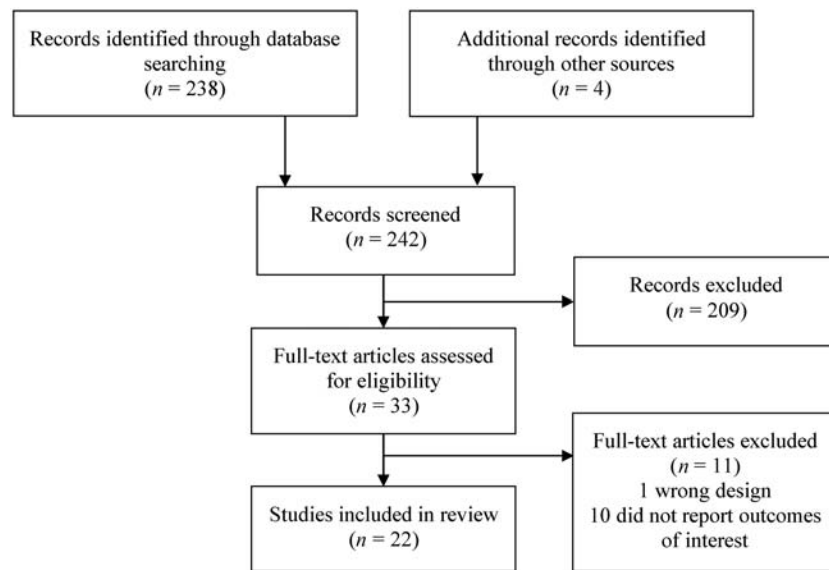 Records identified through database
searching
(n = 238)
Additional records identified
through other sources
(n = 4)
Records screened
(n = 242)
Records excluded
(n = 209)
Full-text articles assessed
for eligibility
(n = 33)
Full-text articles excluded
(n = 11)
1 wrong design
10 did not report outcomes
of interest
Studies included in review
(n = 22)